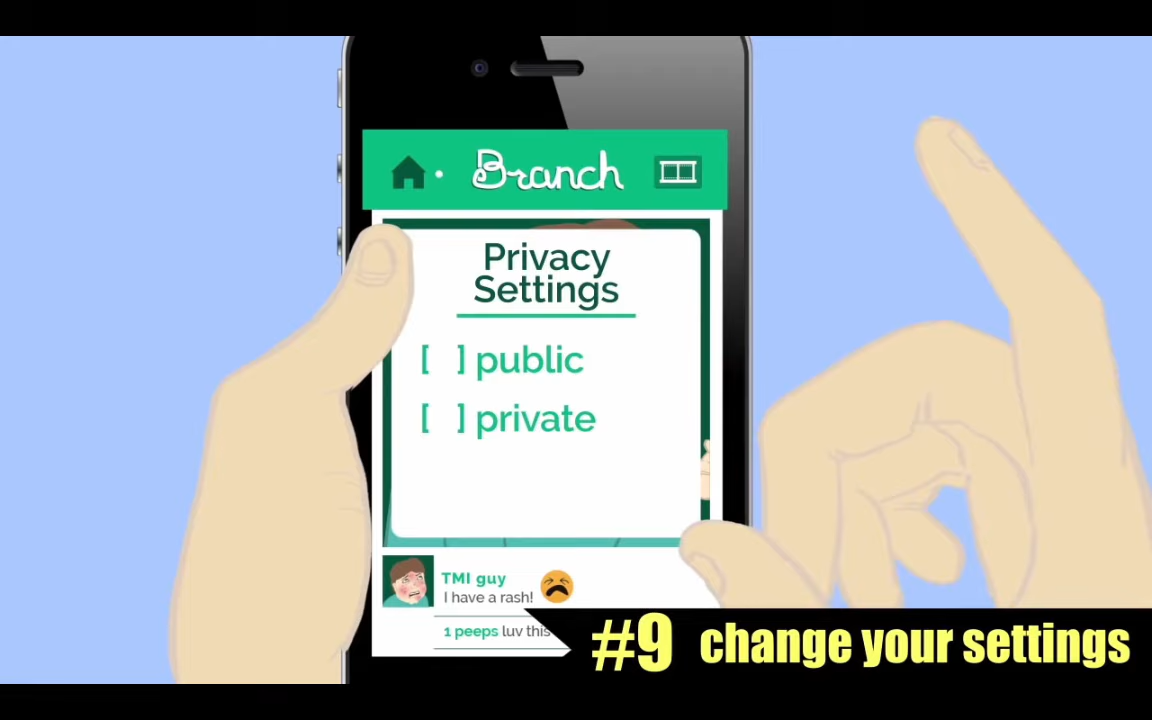 Branch
Privacy
Settings
[ ] public
[ ] private
TMI guy
I have a rash!
1 peeps luv this
#9 change your settings